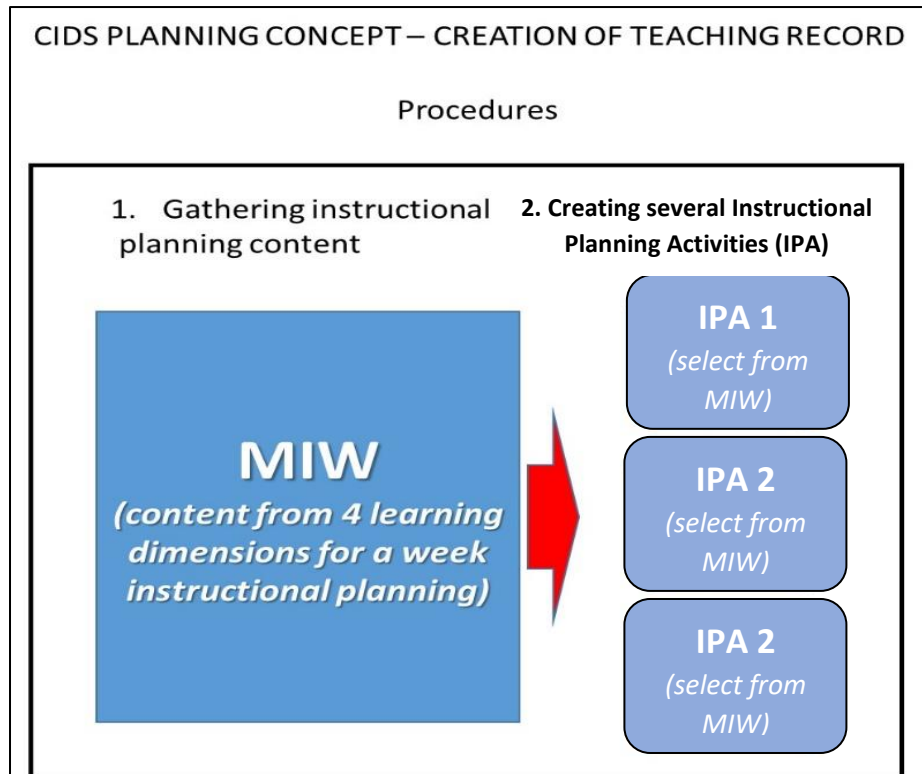 CIDS PLANNING CONCEPT – CREATION OF TEACHING RECORD
Procedures
1. Gathering instructional
planning content
2. Creating several Instructional
Planning Activities (IPA)
MIW
(content from 4 learning
dimensions for a week
instructional planning)
IPA 1
(select from
MIW)
IPA 2
(select from
MIW)
IPA 2
(select from
MIW)